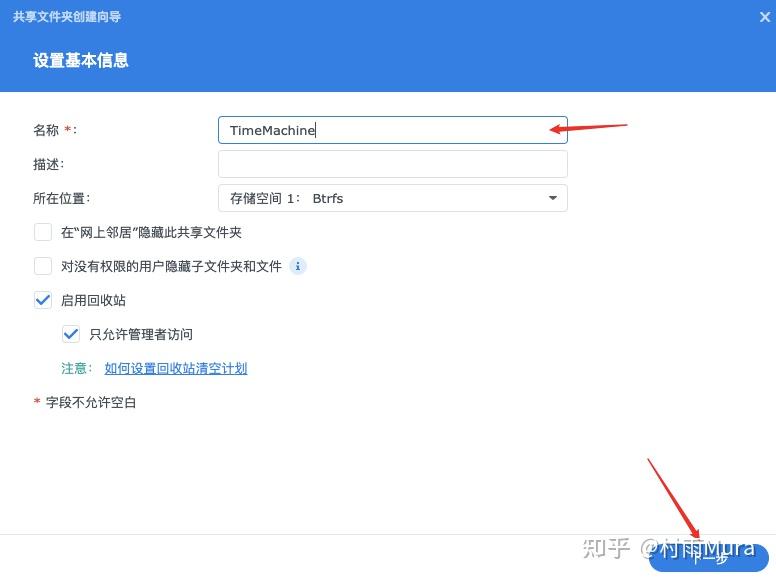 共享文件夹创建向导
设置基本信息
名称 *:
TimeMachine
描述:
所在位置:
存储空间 1: Btrfs
在“网上邻居”隐藏此共享文件夹
对没有权限的用户隐藏子文件夹和文件
启用回收站
只允许管理者访问
注意: 如何设置回收站清空计划
* 字段不允许空白
知乎 @村雨Mura
下一步